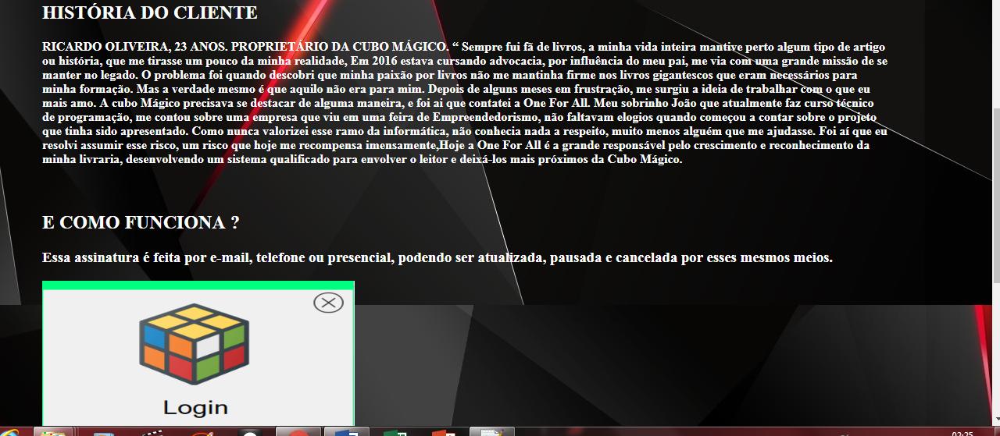 HISTÓRIA DO CLIENTE
RICARDO OLIVEIRA, 23 ANOS. PROPRIETÁRIO DA CUBO MÁGICO. “ Sempre fui fã de livros, a minha vida inteira mantive perto algum tipo de artigo
ou história, que me tirasse um pouco da minha realidade, Em 2016 estava cursando advocacia, por influência do meu pai, me via com uma grande missão de se
manter no legado. O problema foi quando descobri que minha paixão por livros não me mantinha firme nos livros gigantescos que eram necessários para
minha formação. Mas a verdade mesmo é que aquilo não era para mim. Depois de alguns meses em frustração, me surgiu a ideia de trabalhar com o que eu
mais amo. A cubo Mágico precisava se destacar de alguma maneira, e foi ai que contatei a One For All. Meu sobrinho João que atualmente faz curso técnico
de programação, me contou sobre uma empresa que viu em uma feira de Empreendedorismo, não faltavam elogios quando começou a contar sobre o projeto
que tinha sido apresentado. Como nunca valorizei esse ramo da informática, não conhecia nada a respeito, muito menos alguém que me ajudasse. Foi aí que eu
resolvi assumir esse risco, um risco que hoje me recompensa imensamente,Hoje a One For All é a grande responsável pelo crescimento e reconhecimento da
minha livraria, desenvolvendo um sistema qualificado para envolver o leitor e deixá-los mais próximos da Cubo Mágico.
E COMO FUNCIONA ?
Essa assinatura é feita por e-mail, telefone ou presencial, podendo ser atualizada, pausada e cancelada por esses mesmos meios.
Login
02:25